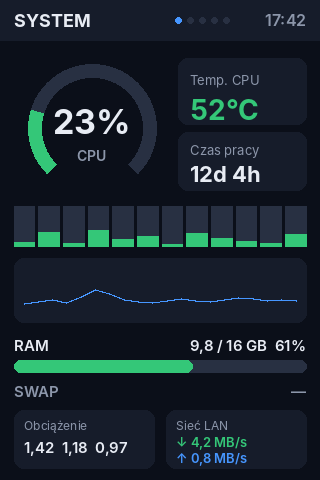 SYSTEM 17:42
23%
CPU
Temp. CPU
52°C
Czas pracy
12d 4h
RAM 9,8 / 16 GB 61%
SWAP —
Obciążenie
1,42 1,18 0,97
Sieć LAN
↓ 4,2 MB/s
↑ 0,8 MB/s